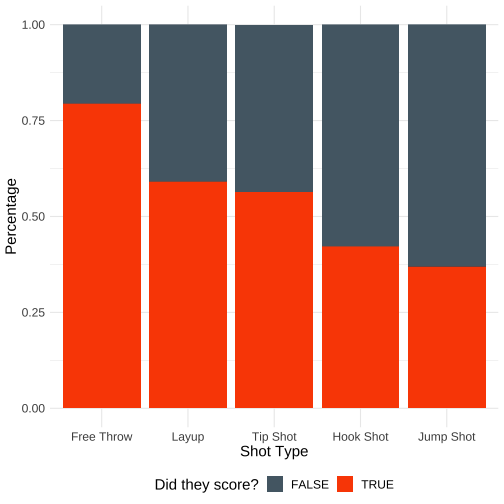 1.00
0.75
0.50
0.25
0.00
Percentage
Free Throw Layup Tip Shot Hook Shot Jump Shot
Shot Type
Did they score? FALSE TRUE